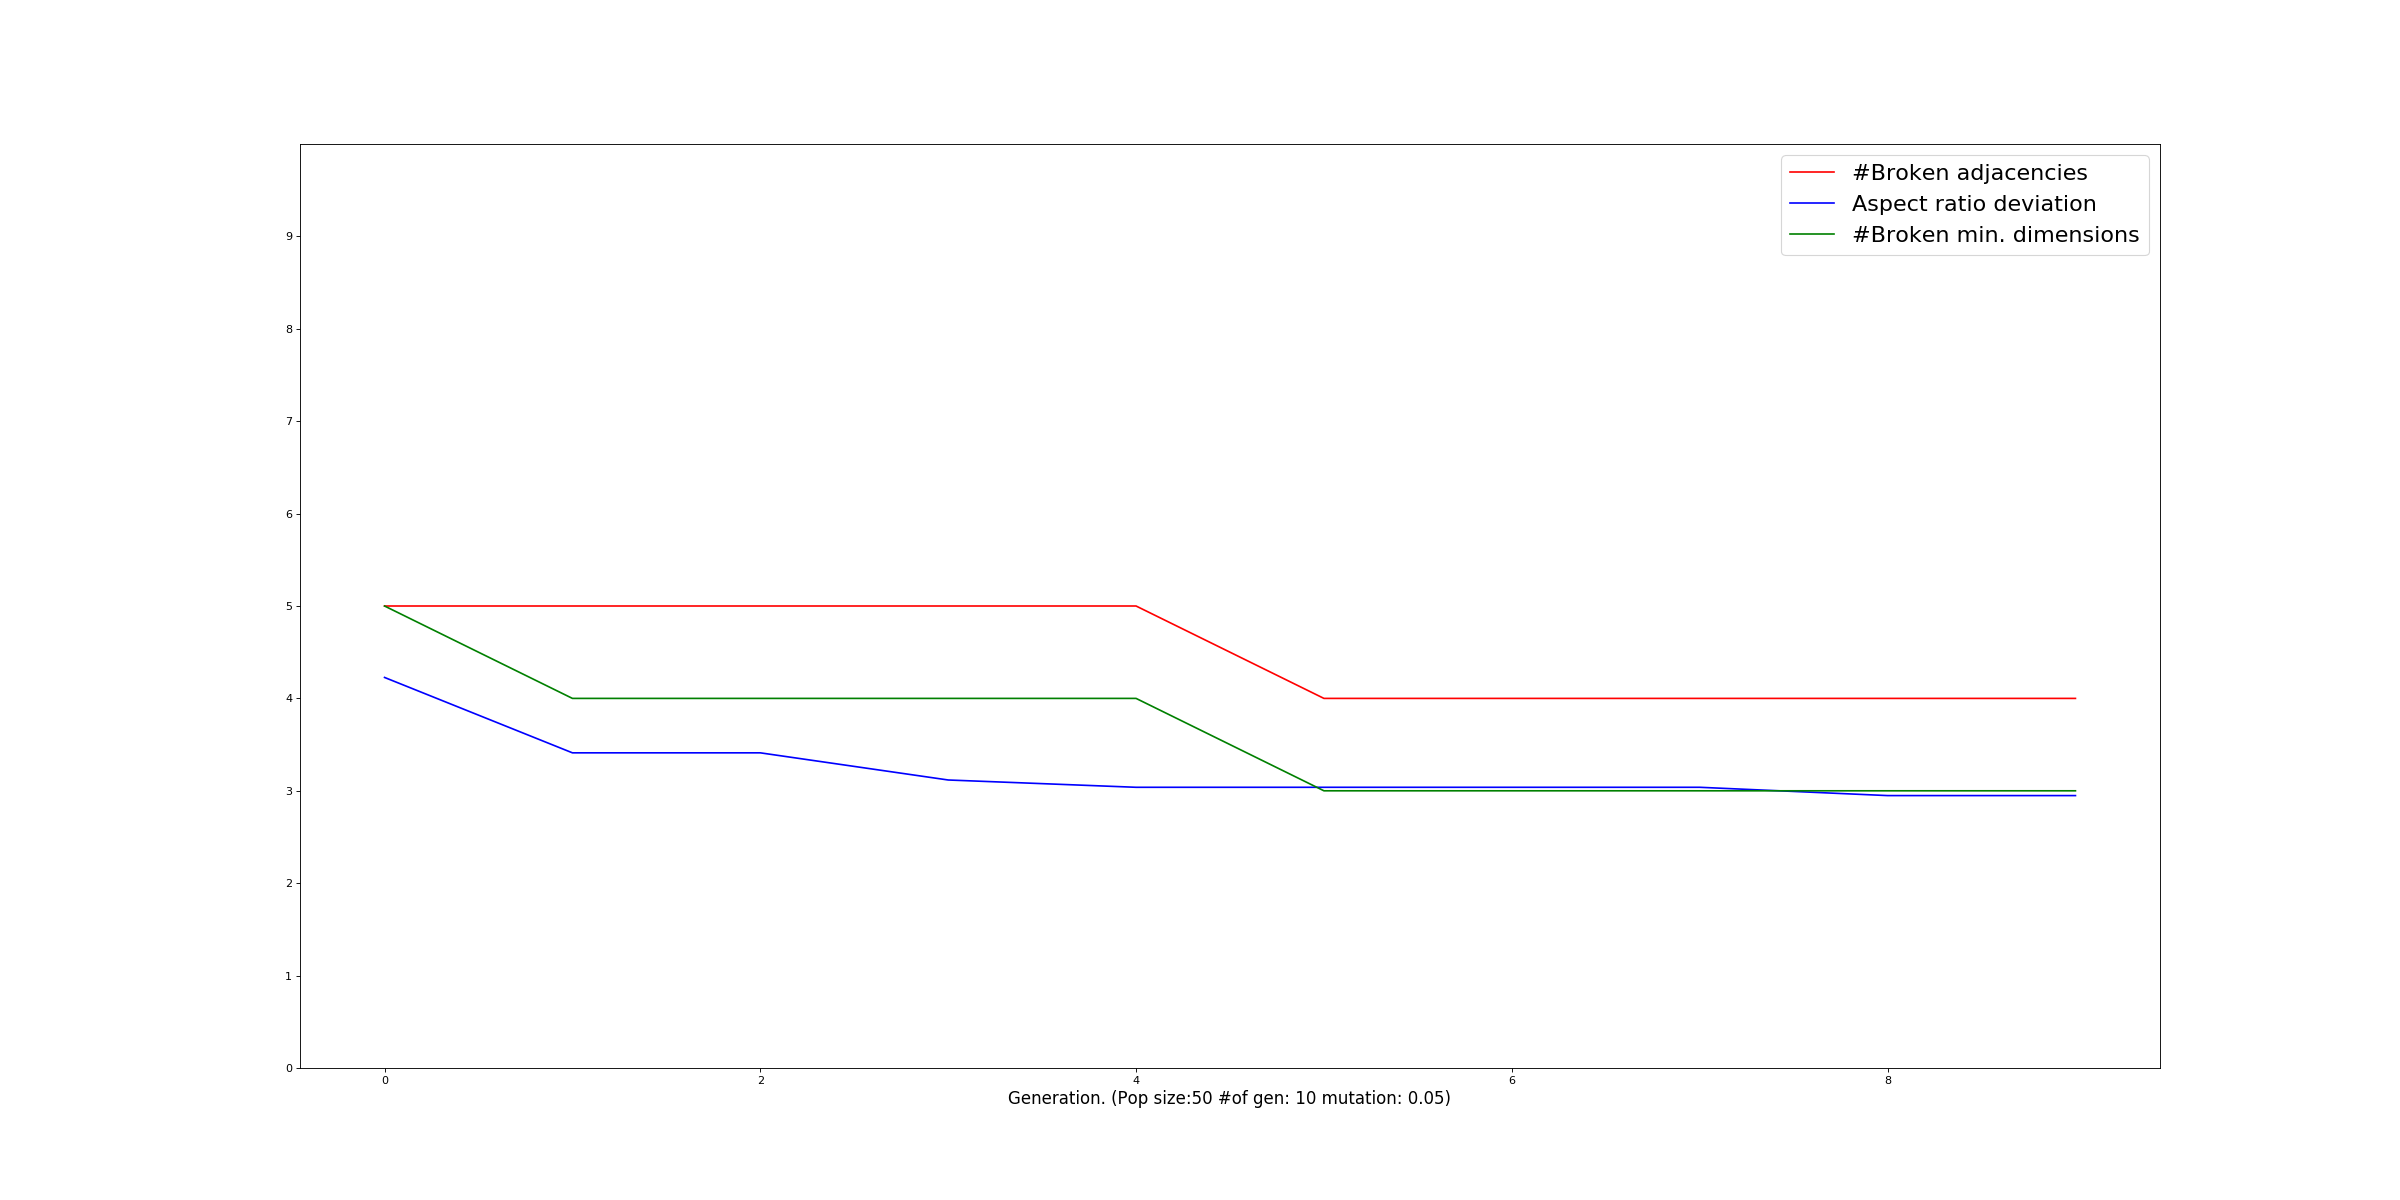 #Broken adjacencies
Aspect ratio deviation
#Broken min. dimensions
9
8
7
6
5
4
3
2
1
0
0 2 4 6 8
Generation. (Pop size:50 #of gen: 10 mutation: 0.05)